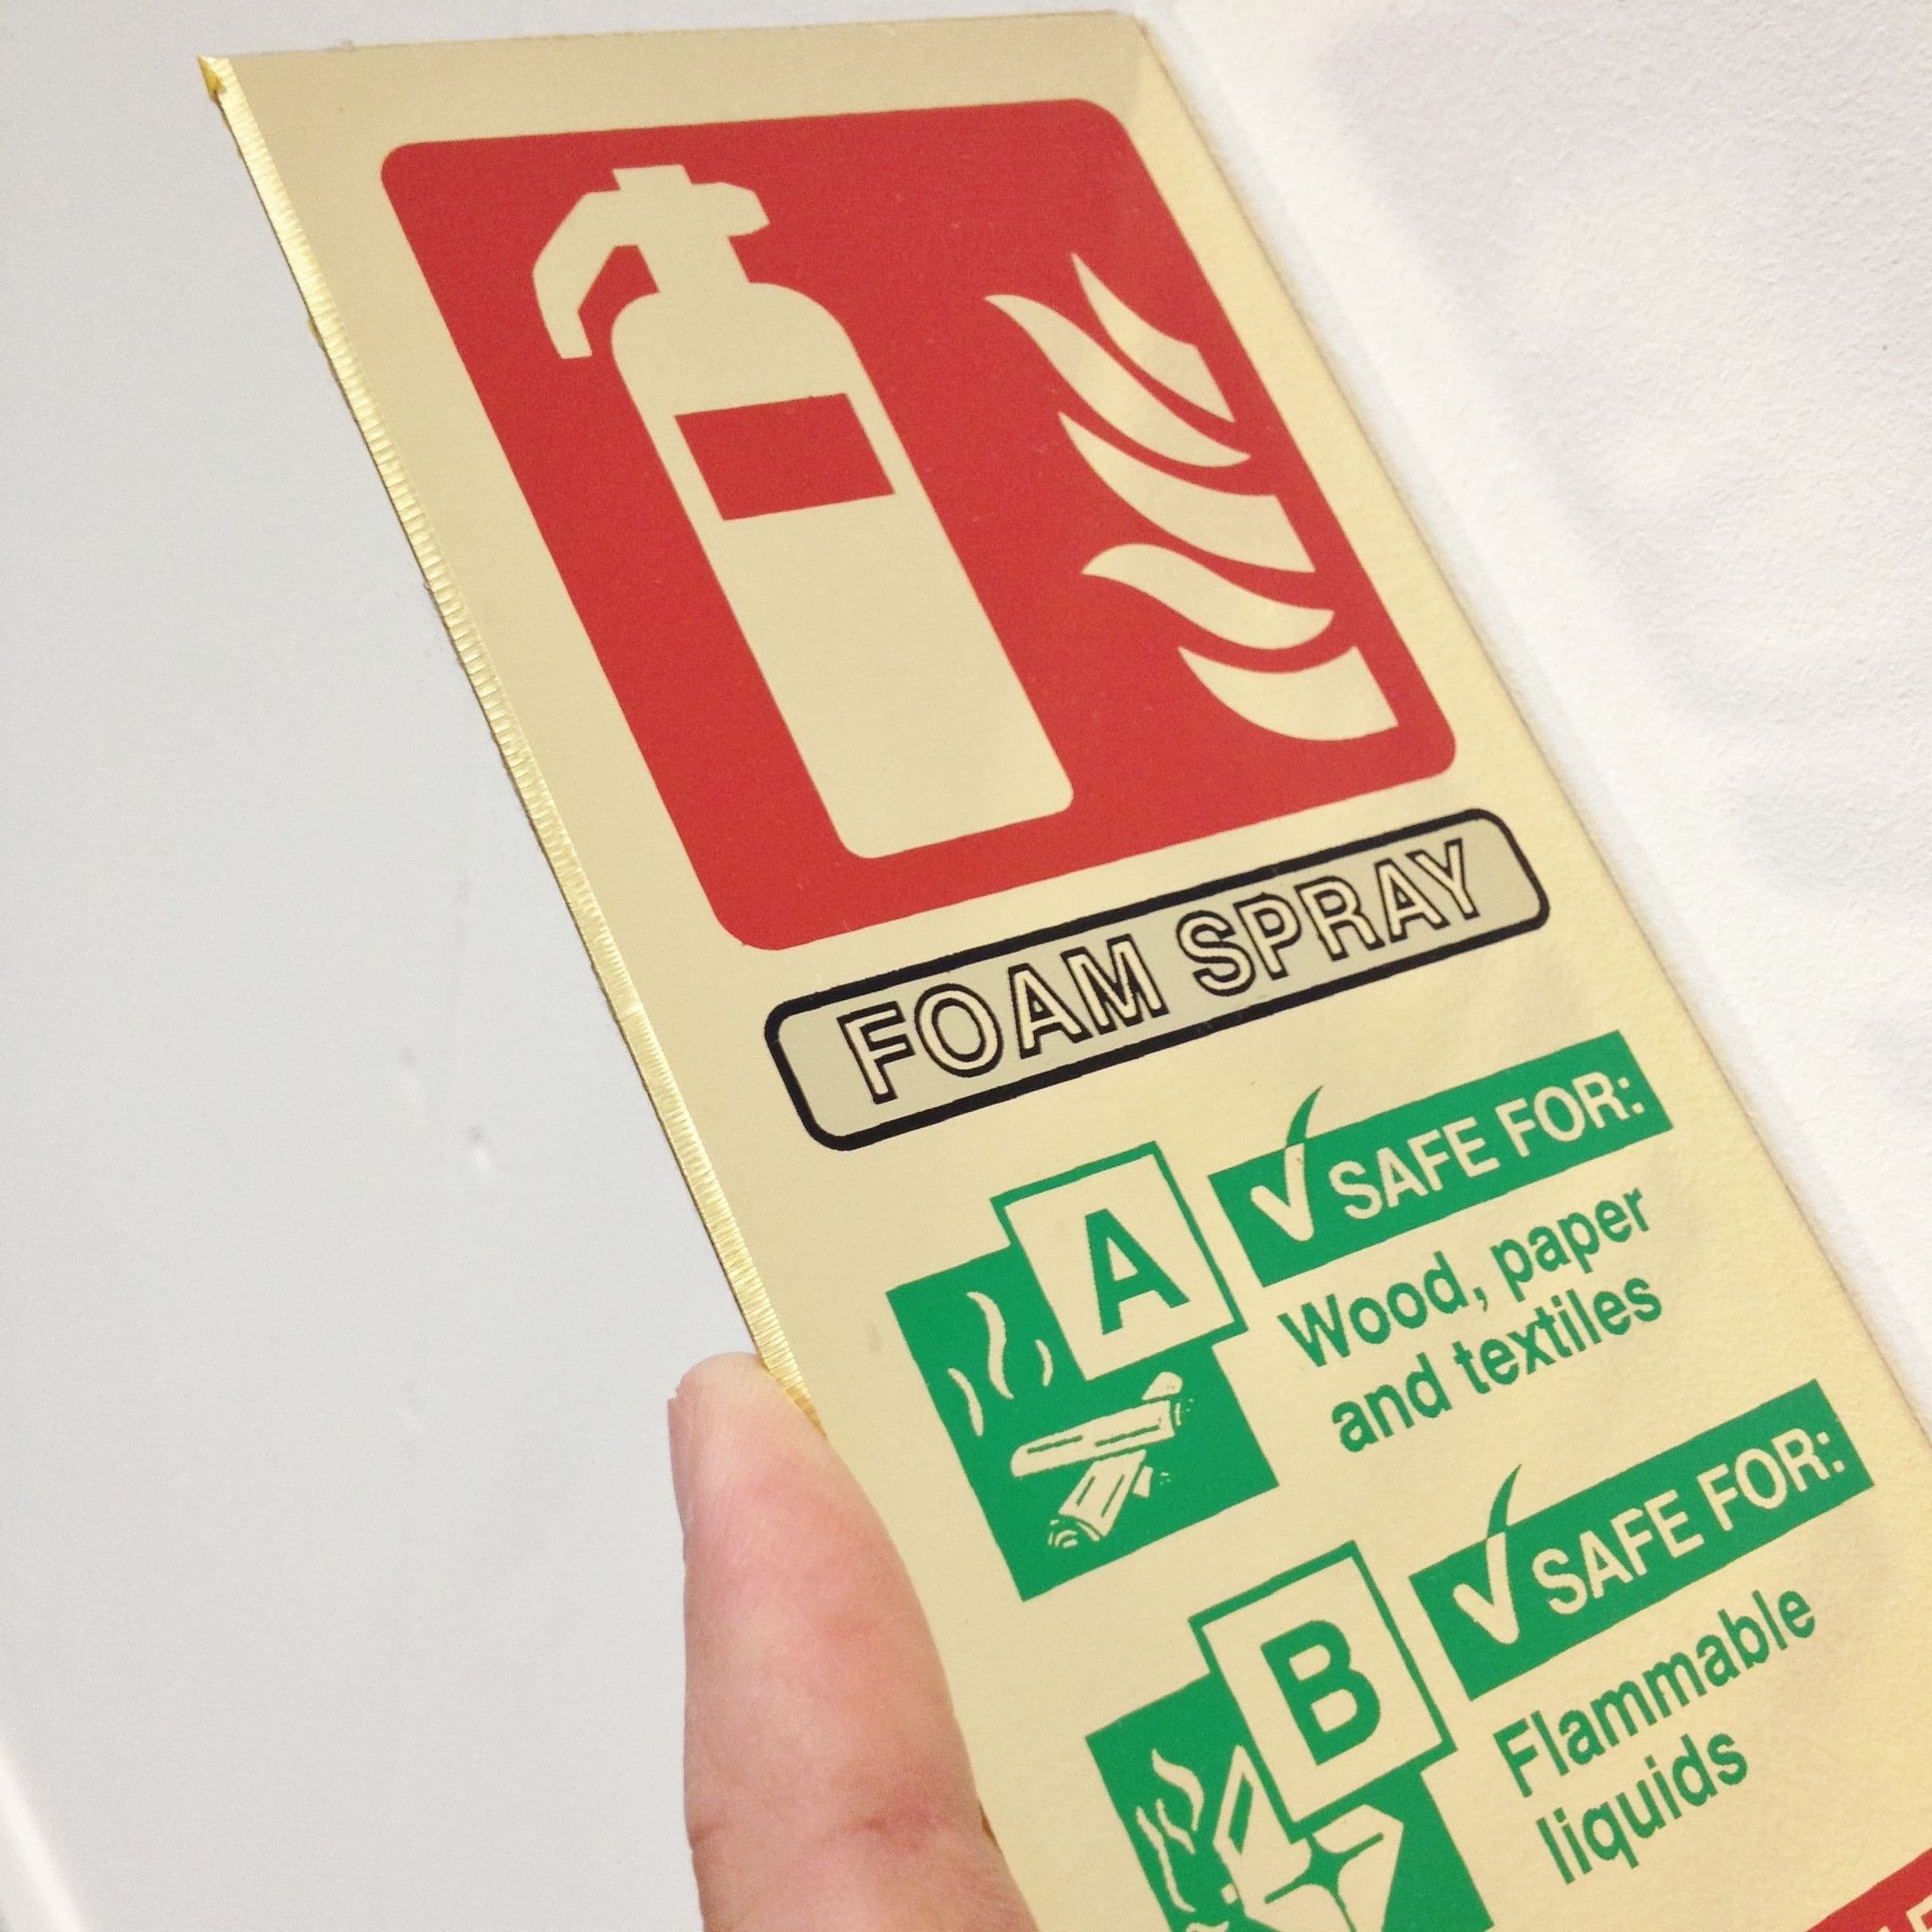 FOAM SPRAY
A
SAFE FOR:
Wood, paper
and textiles
B
SAFE FOR:
Flammable
liquids